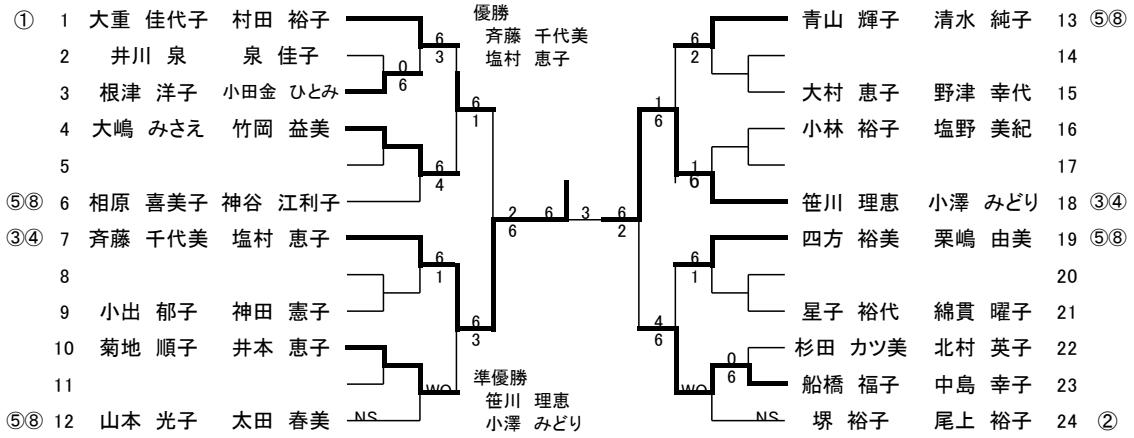 ① 1 大重 佳代子 村田 裕子
2 井川 泉 泉 佳子
3 根津 洋子 小田金 ひとみ
4 大嶋 みさえ 竹岡 益美
5
⑤⑧ 6 相原 喜美子 神谷 江利子
③④ 7 斉藤 千代美 塩村 恵子
8
9 小出 郁子 神田 憲子
10 菊地 順子 井本 恵子
11
⑤⑧ 12 山本 光子 太田 春美
6
3
0
6
6
1
6
4
2
6
6
1
6
3
WO
NS
優勝
斉藤 千代美
塩村 恵子
6 3
準優勝
笹川 理恵
小澤 みどり
6
2
1
6
1
6
6
2
6
1
4
6
0
6
WO
NS
青山 輝子 清水 純子 13 ⑤⑧
14
大村 恵子 野津 幸代 15
小林 裕子 塩野 美紀 16
17
笹川 理恵 小澤 みどり 18 ③④
四方 裕美 栗嶋 由美 19 ⑤⑧
20
星子 裕代 綿貫 曜子 21
杉田 カツ美 北村 英子 22
船橋 福子 中島 幸子 23
堺 裕子 尾上 裕子 24 ②